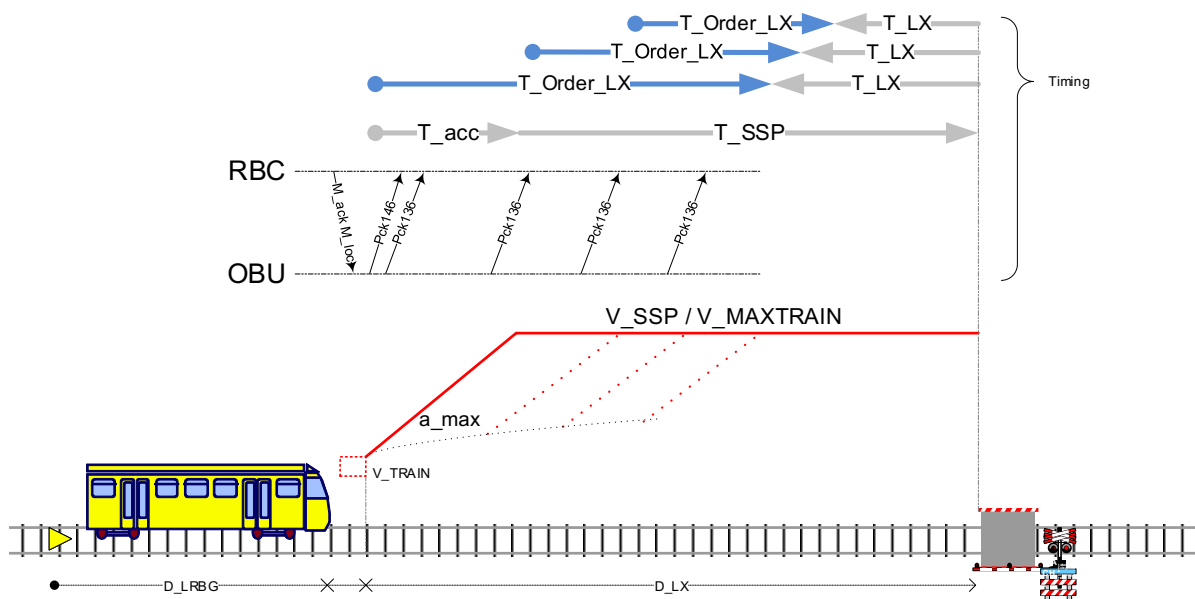 T_Order_LX T_LX
T_Order_LX T_LX
T_Order_LX T_LX
Timing
T_acc T_SSP
RBC
M_ack M_loc
Pck146
Pck136
Pck136
Pck136
Pck136
OBU
V_SSP / V_MAXTRAIN
a_max
V_TRAIN
D_LRBG
D_LX